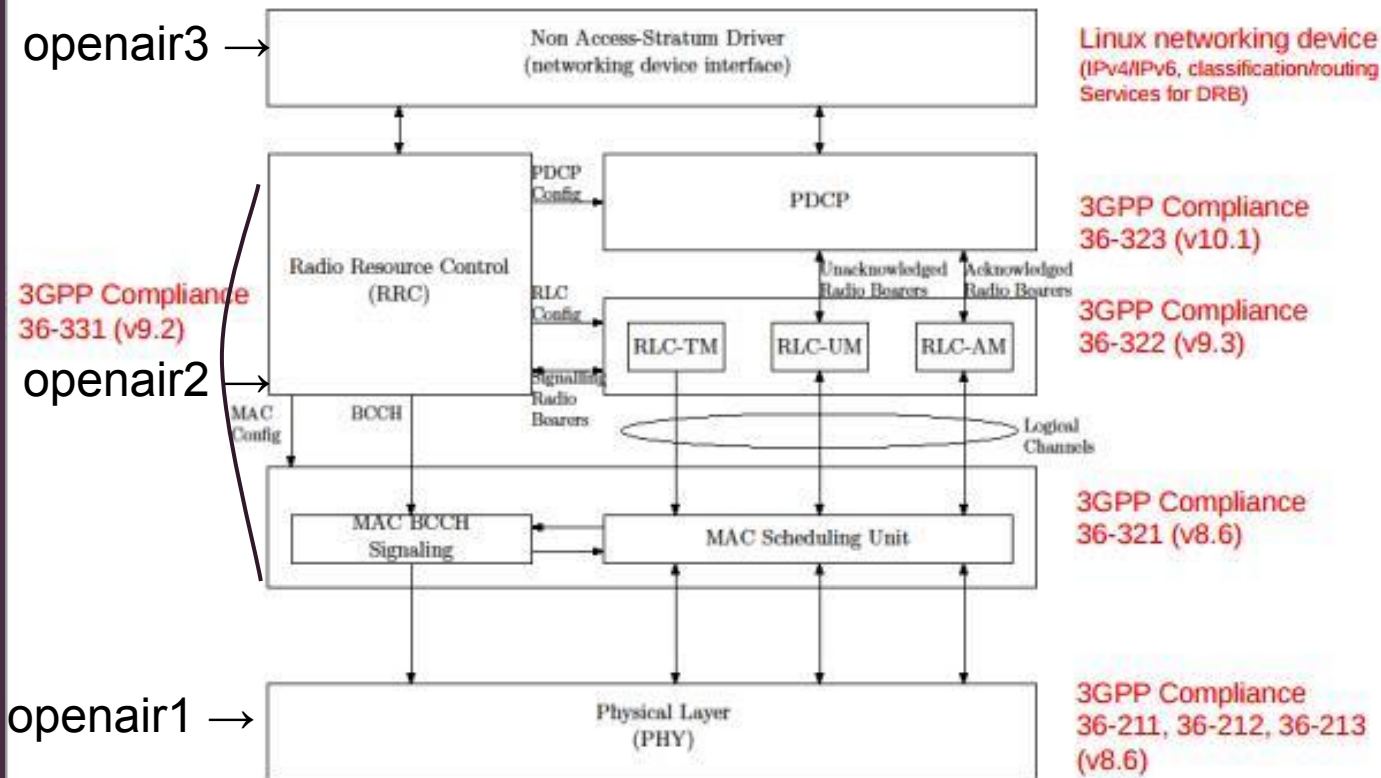 openair3 →
Non Access-Stratum Driver
(networking device interface)
Linux networking device
(IPv4/IPv6, classification/routing
Services for DRB)
PDCP
Config
PDCP
3GPP Compliance
36-323 (v10.1)
Radio Resource Control
(RRC)
Unacknowledged
Radio Bearers
Acknowledged
Radio Bearers
3GPP Compliance
36-331 (v9.2)
RLC
Config
RLC-TM
RLC-UM
RLC-AM
3GPP Compliance
36-322 (v9.3)
openair2 →
Signalling
Radio
Bearers
MAC
Config
BCCH
Logical
Channels
MAC BCCH
Signaling
MAC Scheduling Unit
3GPP Compliance
36-321 (v8.6)
openair1 →
Physical Layer
(PHY)
3GPP Compliance
36-211, 36-212, 36-213
(v8.6)